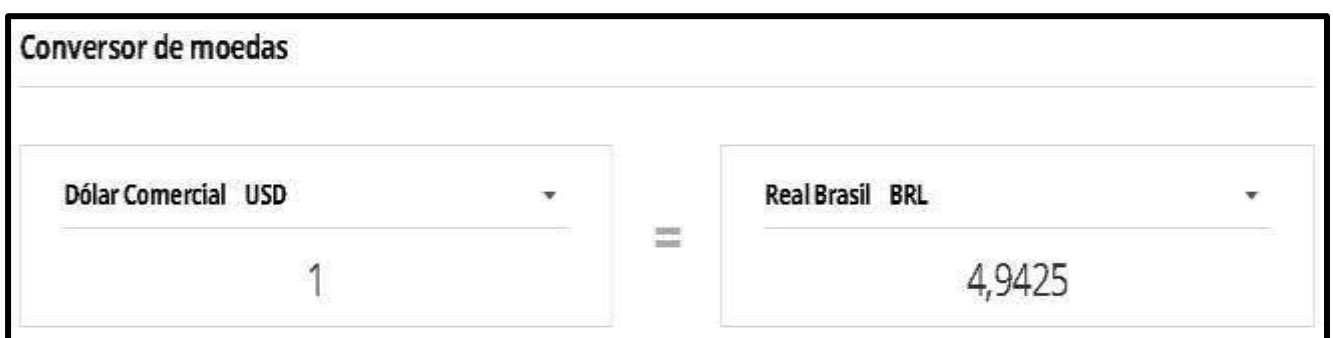 Conversor de moedas
Dólar Comercial USD
=
Real Brasil BRL
1
4,9425